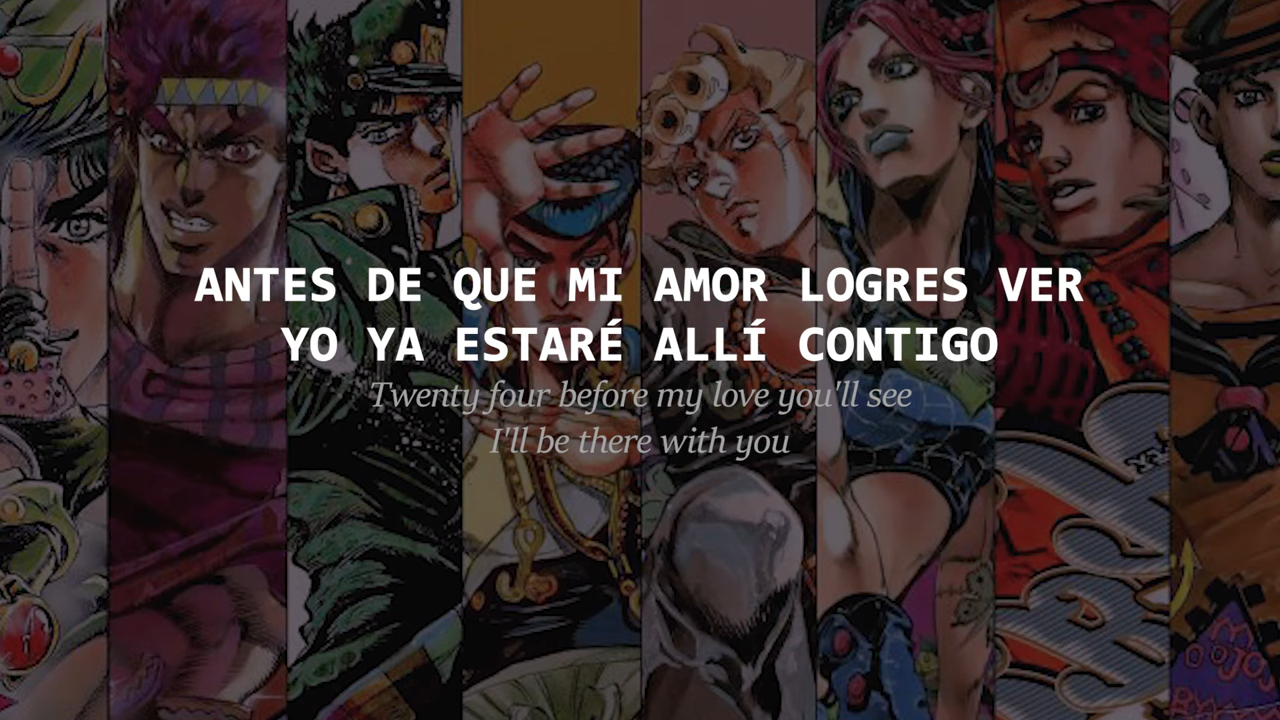 ANTES DE QUE MI AMOR LOGRES VER
YO YA ESTARÉ ALLÍ CONTIGO
Twenty four before my love you'll see
I'll be there with you